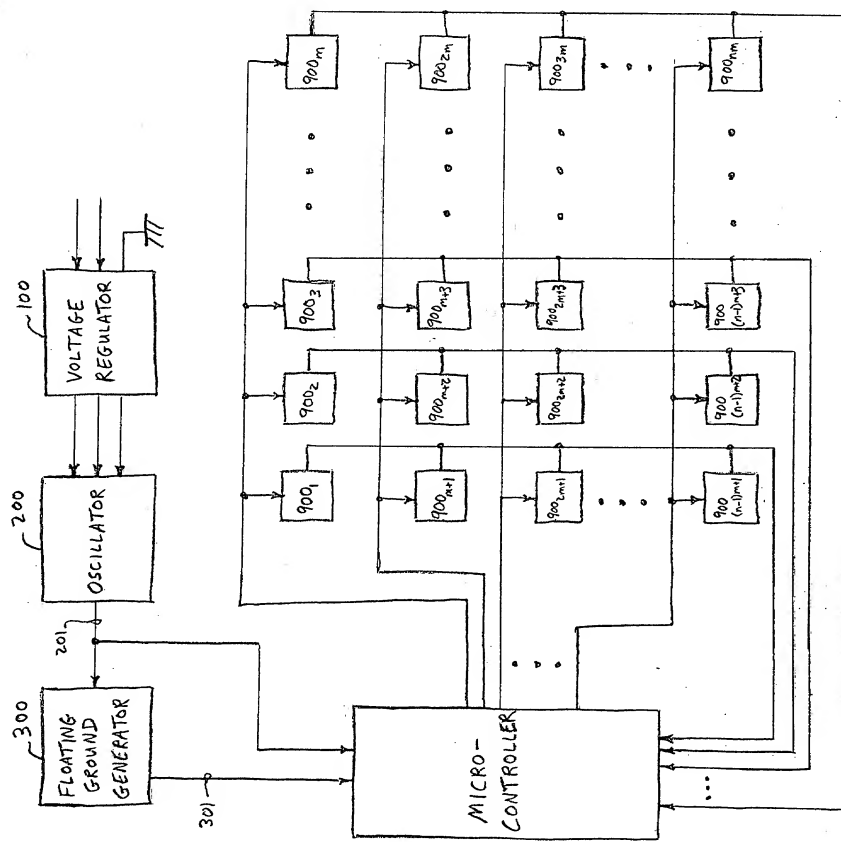 300
FLOATING
GROUND
GENERATOR
200
OSCILLATOR
100
VOLTAGE
REGULATOR
201
301
MICRO-
CONTROLLER
900₁
900₂
900₃
900ₘ
900m+1
900m+2
900m+3
9002m
9002m+1
9002m+2
9002m+3
9003m
900
(n-1)m+1
900
(n-1)m+2
900
(n-1)m+3
900nm